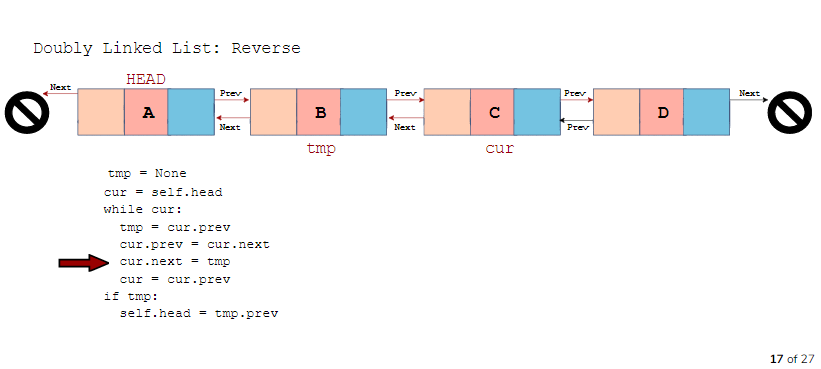 Doubly Linked List: Reverse
HEAD
Next
Prev
Prev
Prev
Next
A
B
C
D
Next
Next
Prev
tmp
cur
tmp = None
cur = self.head
while cur:
tmp = cur.prev
cur.prev = cur.next
cur.next = tmp
cur = cur.prev
if tmp:
self.head = tmp.prev
17 of 27